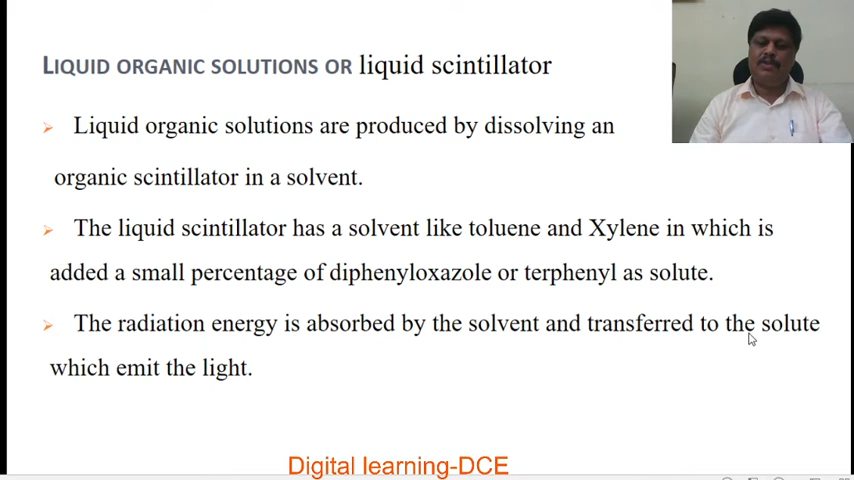 LIQUID ORGANIC SOLUTIONS OR liquid scintillator
Liquid organic solutions are produced by dissolving an
organic scintillator in a solvent.
The liquid scintillator has a solvent like toluene and Xylene in which is
added a small percentage of diphenyloxazole or terphenyl as solute.
The radiation energy is absorbed by the solvent and transferred to the solute
which emit the light.
Digital learning-DCE